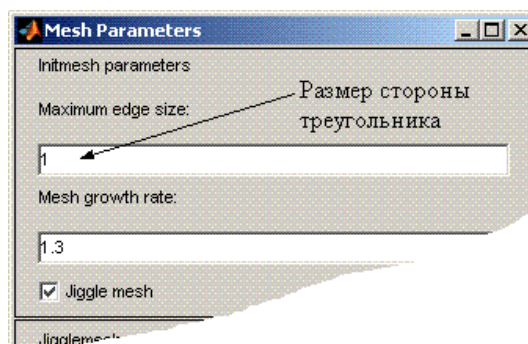 Mesh Parameters
Initmesh parameters
Maximum edge size:
Размер стороны
треугольника
1
Mesh growth rate:
1.3
Jiggle mesh